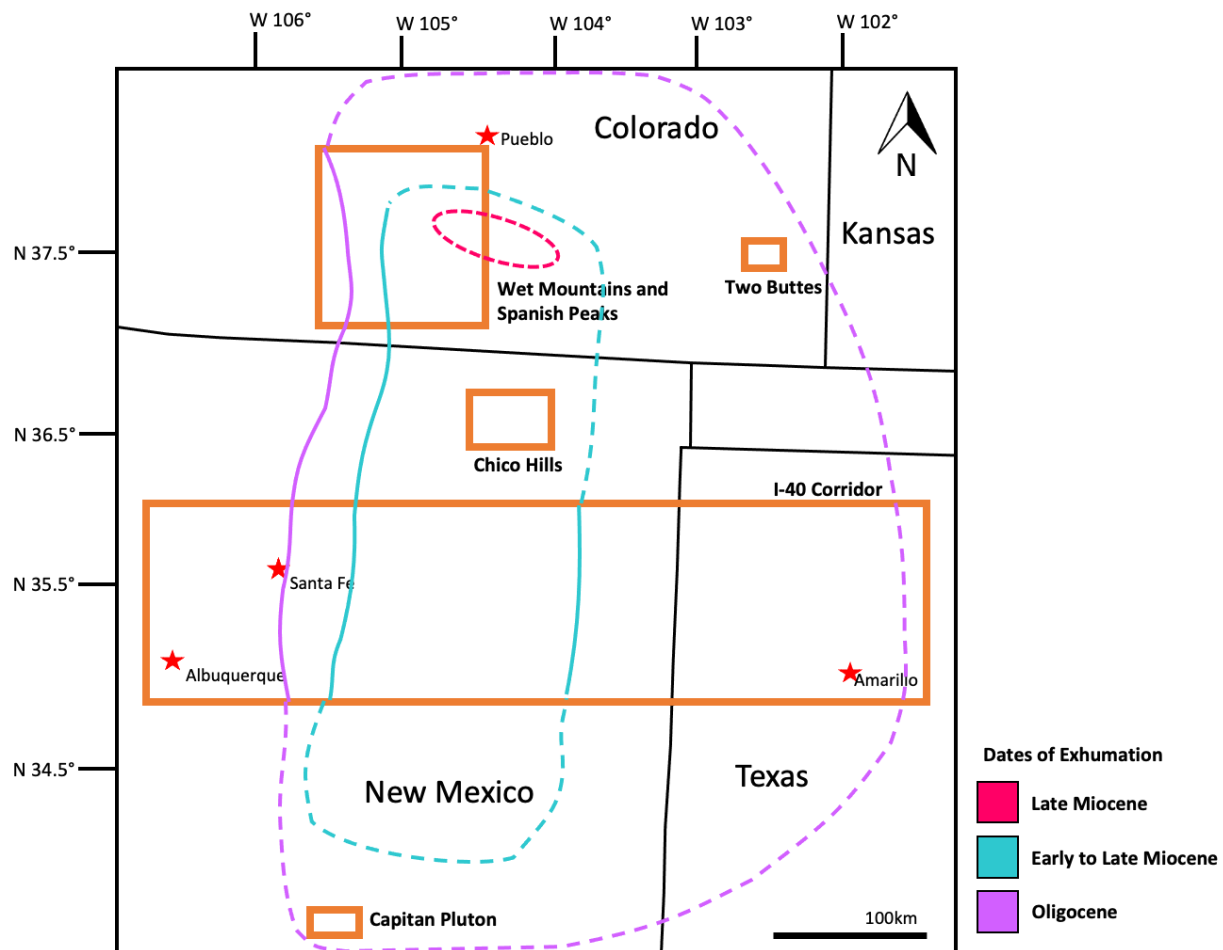 W 106°
W 105°
W 104°
W 103°
W 102°
Colorado
Pueblo
N
Kansas
N 37.5°
Two Buttes
Wet Mountains and
Spanish Peaks
N 36.5°
Chico Hills
I-40 Corridor
N 35.5°
Santa Fe
Albuquerque
Amarillo
N 34.5°
New Mexico
Texas
Dates of Exhumation
Late Miocene
Early to Late Miocene
Oligocene
Capitan Pluton
100km